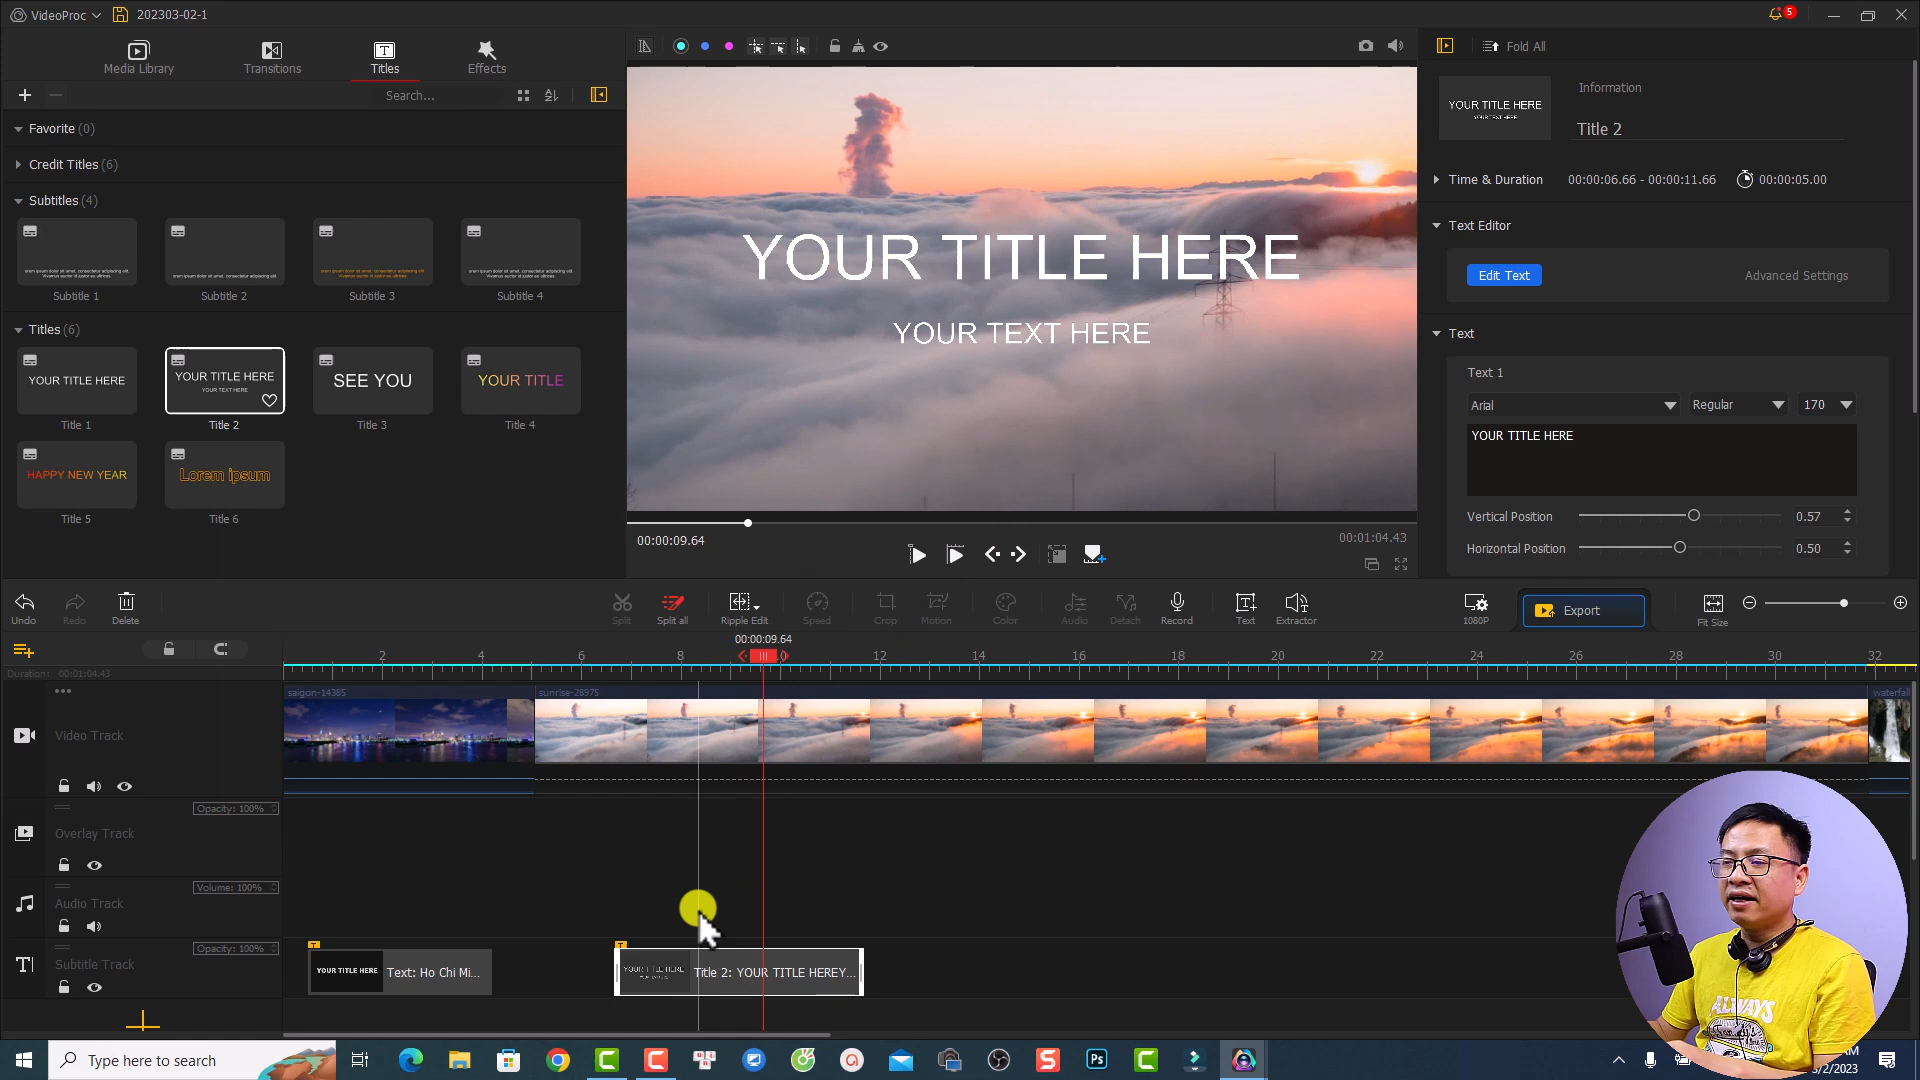 VideoProc
202303-02-1
5
Media Library
Transitions
Titles
Effects
Search...
Favorite (0)
Credit Titles (6)
Subtitles (4)
Subtitle 1
Subtitle 2
Subtitle 3
Subtitle 4
Titles (6)
YOUR TITLE HERE
YOUR TITLE HERE
YOUR TEXT HERE
SEE YOU
YOUR TITLE
Title 1
Title 2
Title 3
Title 4
HAPPY NEW YEAR
Lorem ipsum
Title 5
Title 6
YOUR TITLE HERE
YOUR TEXT HERE
00:00:09.64
00:01:04.43
Fold All
YOUR TITLE HERE
YOUR TEXT HERE
Information
Title 2
Time & Duration
00:00:06.66 - 00:00:11.66
00:00:05.00
Text Editor
Edit Text
Advanced Settings
Text
Text 1
Arial
Regular
170
YOUR TITLE HERE
Vertical Position
0.57
Horizontal Position
0.50
Undo
Redo
Delete
Split
Split all
Ripple Edit
Speed
Crop
Motion
Color
Audio
Detach
Record
Text
Extractor
1080P
Export
Fit Size
00:00:09.64
2 4 6 8 12 14 16 18 20 22 24 26 28 30 32
Duration: 00:01:04.43
saigon-14385
sunrise-28975
waterfall
Video Track
Opacity: 100%
Overlay Track
Volume: 100%
Audio Track
Opacity: 100%
Subtitle Track
YOUR TITLE HERE
Text: Ho Chi Mi...
YOUR TITLE HERE
Title 2: YOUR TITLE HEREY...
ALWAYS
Type here to search